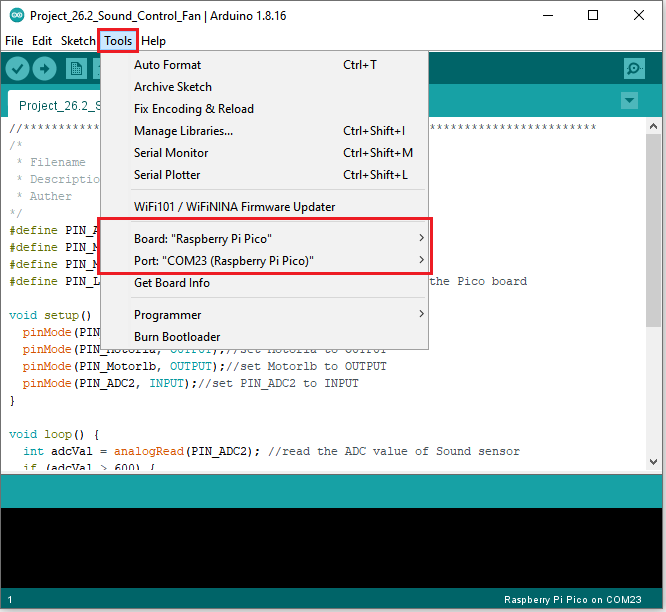 Project_26.2_Sound_Control_Fan | Arduino 1.8.16
File Edit Sketch Tools Help
Auto Format Ctrl+T
Archive Sketch
Fix Encoding & Reload
Manage Libraries... Ctrl+Shift+I
Serial Monitor Ctrl+Shift+M
Serial Plotter Ctrl+Shift+L
WiFi101 / WiFiNINA Firmware Updater
Board: "Raspberry Pi Pico"
Port: "COM23 (Raspberry Pi Pico)"
Get Board Info
Programmer
Burn Bootloader
Project_26.2_S
/*
* Filename
* Descriptio
* Auther
*/
#define PIN_A
#define PIN_M
#define PIN_M
#define PIN_L the Pico board
void setup()
pinMode(PIN
pinMode(PIN_Motorla, OUTPUT);//set Motorla to OUTPUT
pinMode(PIN_Motorlb, OUTPUT);//set Motorlb to OUTPUT
pinMode(PIN_ADC2, INPUT);//set PIN_ADC2 to INPUT
}
void loop() {
int adcVal = analogRead(PIN_ADC2); //read the ADC value of Sound sensor
if (adcVal > 600) {
1 Raspberry Pi Pico on COM23